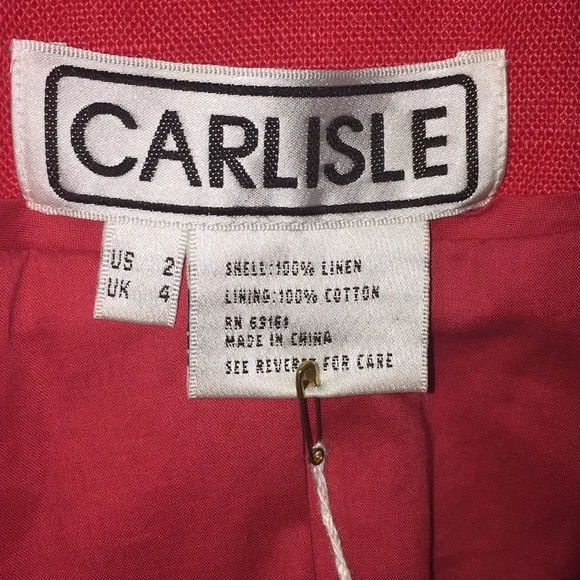 CARLISLE
US 2
UK 4
SHELL:100% LINEN
LINING:100% COTTON
RN 69161
MADE IN CHINA
SEE REVERSE FOR CARE